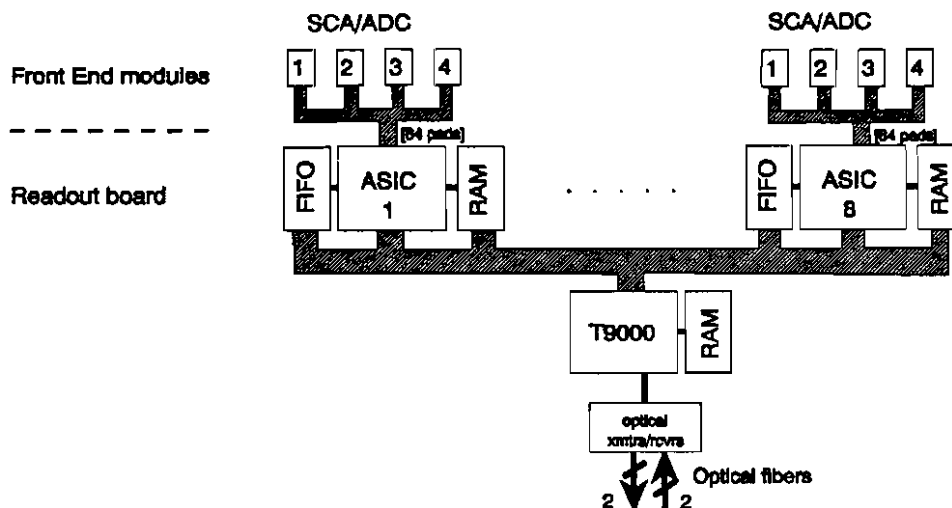 SCA/ADC
SCA/ADC
Front End modules
1 2 3 4
1 2 3 4
[64 pads]
[64 pads]
Readout board
FIFO
ASIC
1
RAM
. . . . . .
FIFO
ASIC
8
RAM
T9000
RAM
optical
xmtrs/rcvrs
Optical fibers
2
2